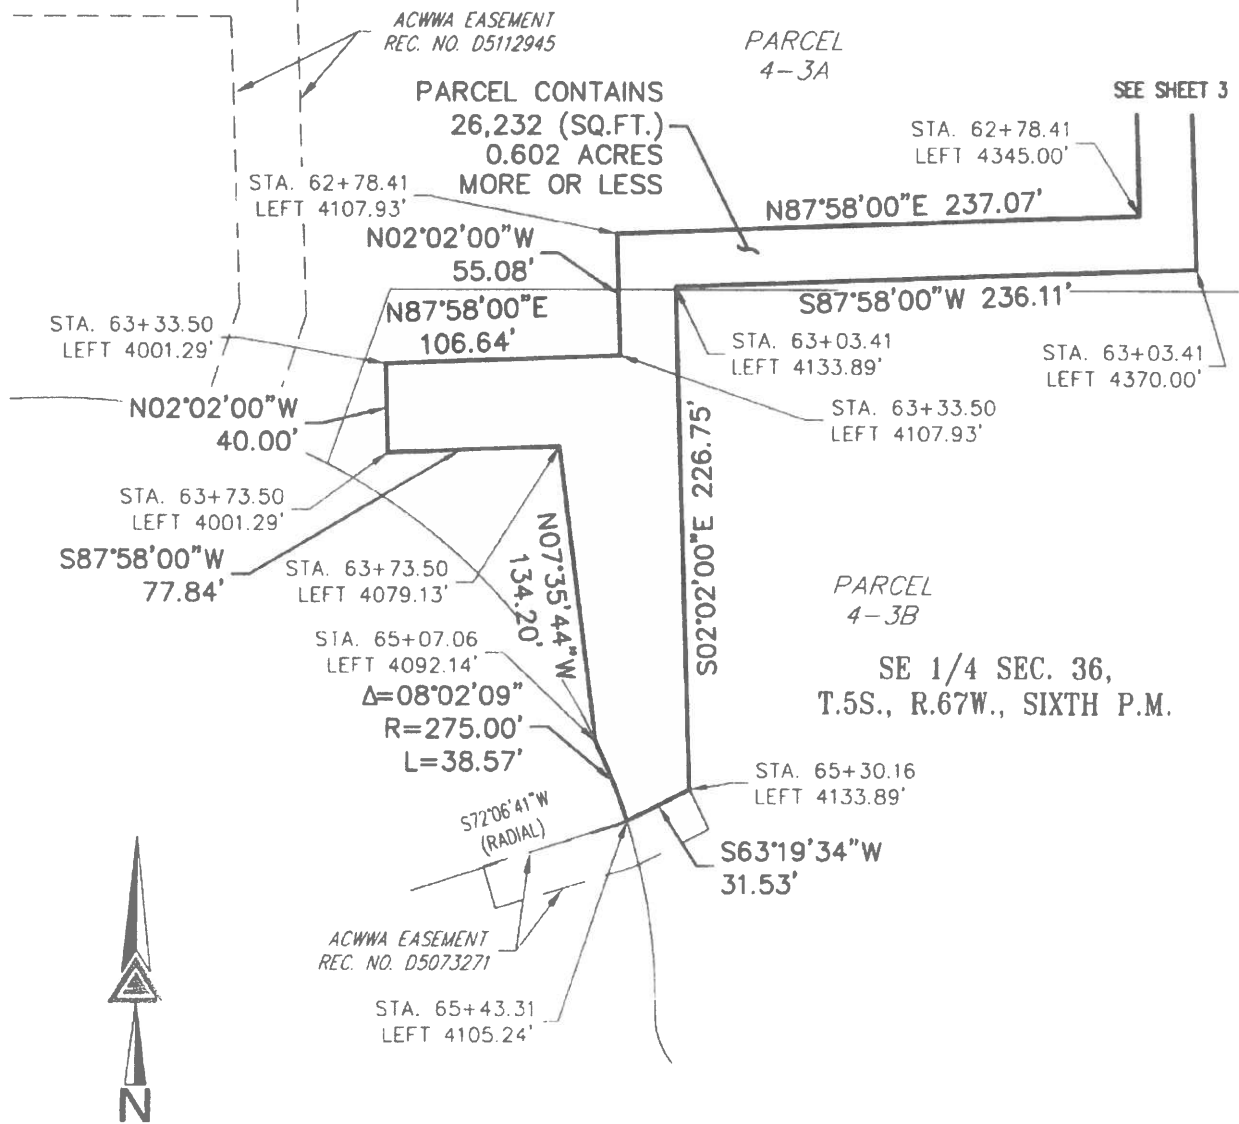 ACWWA EASEMENT
REC. NO. D5112945
PARCEL
4-3A
SEE SHEET 3
PARCEL CONTAINS
26,232 (SQ.FT.)
0.602 ACRES
MORE OR LESS
STA. 62+78.41
LEFT 4345.00'
STA. 62+78.41
LEFT 4107.93'
N87°58'00"E 237.07'
N02°02'00"W
55.08'
S87°58'00"W 236.11'
N87°58'00"E
106.64'
STA. 63+33.50
LEFT 4001.29'
STA. 63+03.41
LEFT 4133.89'
STA. 63+03.41
LEFT 4370.00'
N02°02'00"W
40.00'
STA. 63+33.50
LEFT 4107.93'
S02°02'00"E 226.75'
STA. 63+73.50
LEFT 4001.29'
S87°58'00"W
77.84'
STA. 63+73.50
LEFT 4079.13'
N07°35'44"W
134.20'
PARCEL
4-3B
STA. 65+07.06
LEFT 4092.14'
SE 1/4 SEC. 36,
T.5S., R.67W., SIXTH P.M.
Δ=08°02'09"
R=275.00'
L=38.57'
STA. 65+30.16
LEFT 4133.89'
S72°06'41"W
(RADIAL)
S63°19'34"W
31.53'
ACWWA EASEMENT
REC. NO. D5073271
STA. 65+43.31
LEFT 4105.24'
N